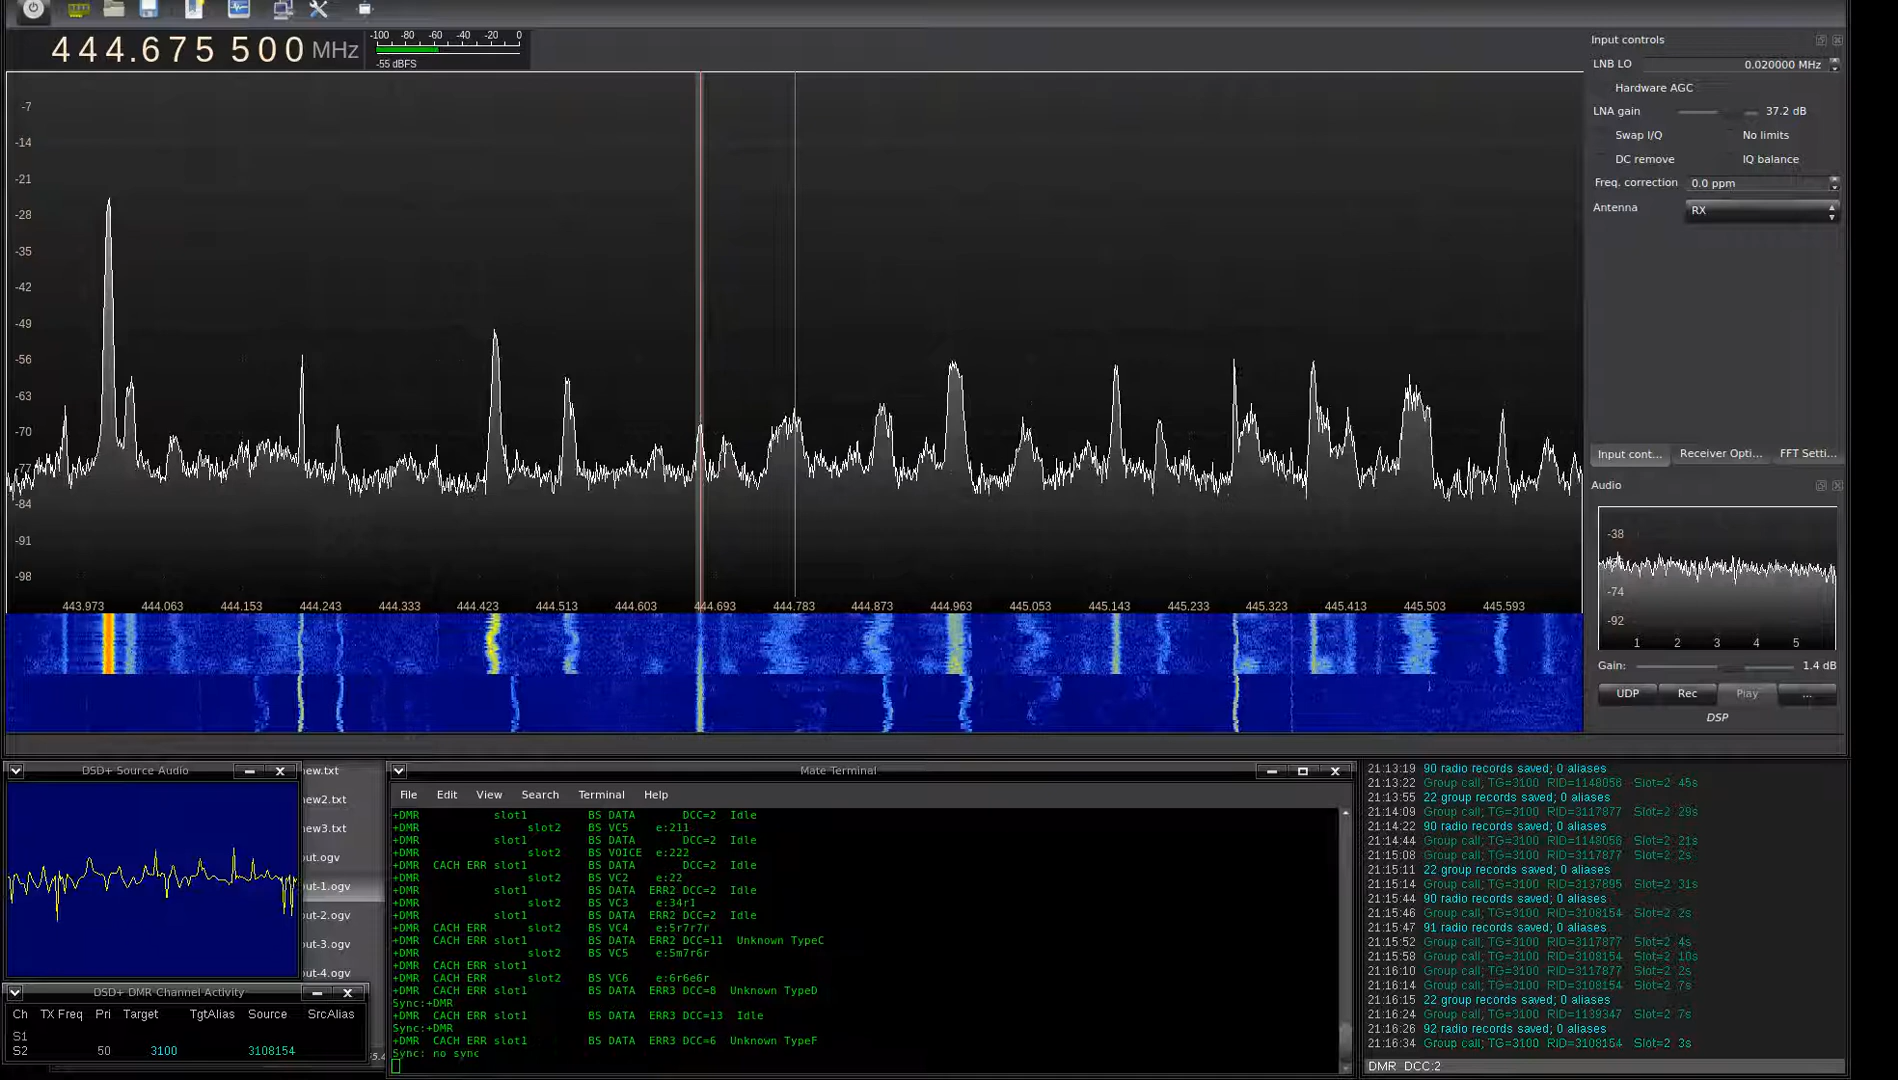 444.675 500 MHz
-100 -80 -60 -40 -20 0
-55 dBFS
-7
-14
-21
-28
-35
-42
-49
-56
-63
-70
-77
-84
-91
-98
443.973 444.063 444.153 444.243 444.333 444.423 444.513 444.603 444.693 444.783 444.873 444.963 445.053 445.143 445.233 445.323 445.413 445.503 445.593
Input controls
LNB LO 0.020000 MHz
Hardware AGC
LNA gain 37.2 dB
Swap I/Q No limits
DC remove IQ balance
Freq. correction 0.0 ppm
Antenna RX
Input cont... Receiver Opti... FFT Setti...
Audio
-38
-74
-92
1 2 3 4 5
Gain: 1.4 dB
UDP Rec Play ...
DSP
DSD+ Source Audio
new.txt
new2.txt
new3.txt
out.ogv
out-1.ogv
out-2.ogv
out-3.ogv
out-4.ogv
DSD+ DMR Channel Activity
Ch TX Freq Pri Target TgtAlias Source SrcAlias
S1
S2 50 3100 3108154
Mate Terminal
File Edit View Search Terminal Help
+DMR slot1 BS DATA DCC=2 Idle
+DMR slot2 BS VC5 e:211
+DMR slot1 BS DATA DCC=2 Idle
+DMR slot2 BS VOICE e:222
+DMR CACH ERR slot1 BS DATA DCC=2 Idle
+DMR slot2 BS VC2 e:22
+DMR slot1 BS DATA ERR2 DCC=2 Idle
+DMR slot2 BS VC3 e:34r1
+DMR slot1 BS DATA ERR2 DCC=2 Idle
+DMR CACH ERR slot2 BS VC4 e:5r7r7r
+DMR CACH ERR slot1 BS DATA ERR2 DCC=11 Unknown TypeC
+DMR CACH ERR slot2 BS VC5 e:5m7r6r
+DMR CACH ERR slot1
+DMR CACH ERR slot2 BS VC6 e:6r6e6r
+DMR CACH ERR slot1 BS DATA ERR3 DCC=8 Unknown TypeD
Sync:+DMR
+DMR CACH ERR slot1 BS DATA ERR3 DCC=13 Idle
Sync:+DMR
+DMR CACH ERR slot1 BS DATA ERR3 DCC=6 Unknown TypeF
Sync: no sync
21:13:19 90 radio records saved; 0 aliases
21:13:22 Group call; TG=3100 RID=1148056 Slot=2 45s
21:13:55 22 group records saved; 0 aliases
21:14:09 Group call; TG=3100 RID=3117877 Slot=2 29s
21:14:22 90 radio records saved; 0 aliases
21:14:44 Group call; TG=3100 RID=1148056 Slot=2 21s
21:15:08 Group call; TG=3100 RID=3117877 Slot=2 2s
21:15:11 22 group records saved; 0 aliases
21:15:14 Group call; TG=3100 RID=3137895 Slot=2 31s
21:15:44 90 radio records saved; 0 aliases
21:15:46 Group call; TG=3100 RID=3108154 Slot=2 2s
21:15:47 91 radio records saved; 0 aliases
21:15:52 Group call; TG=3100 RID=3117877 Slot=2 4s
21:15:58 Group call; TG=3100 RID=3108154 Slot=2 10s
21:16:10 Group call; TG=3100 RID=3117877 Slot=2 2s
21:16:14 Group call; TG=3100 RID=3108154 Slot=2 7s
21:16:15 22 group records saved; 0 aliases
21:16:24 Group call; TG=3100 RID=1139347 Slot=2 7s
21:16:26 92 radio records saved; 0 aliases
21:16:34 Group call; TG=3100 RID=3108154 Slot=2 3s
DMR DCC:2